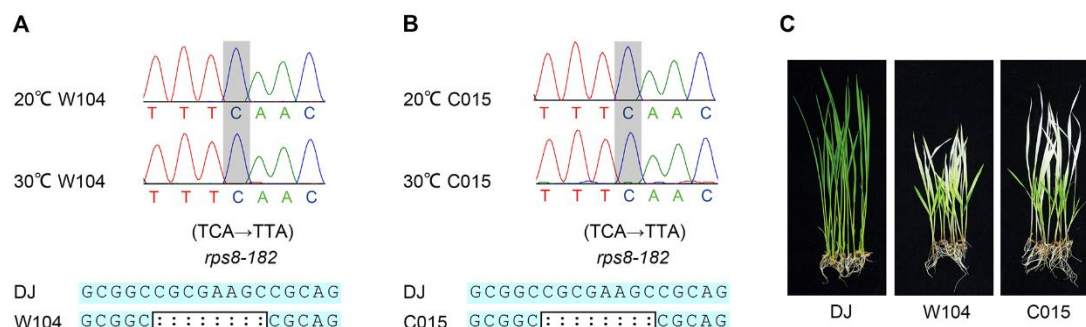 A
20℃ W104
T T T C A A C
30℃ W104
T T T C A A C
(TCA→TTA)
rps8-182
DJ GCGGCCGCGAAGCCGCAG
W104 GCGGC::::::::CGCAG
B
20℃ C015
T T T C A A C
30℃ C015
T T T C A A C
(TCA→TTA)
rps8-182
DJ GCGGCCGCGAAGCCGCAG
C015 GCGGC::::::::CGCAG
C
DJ W104 C015